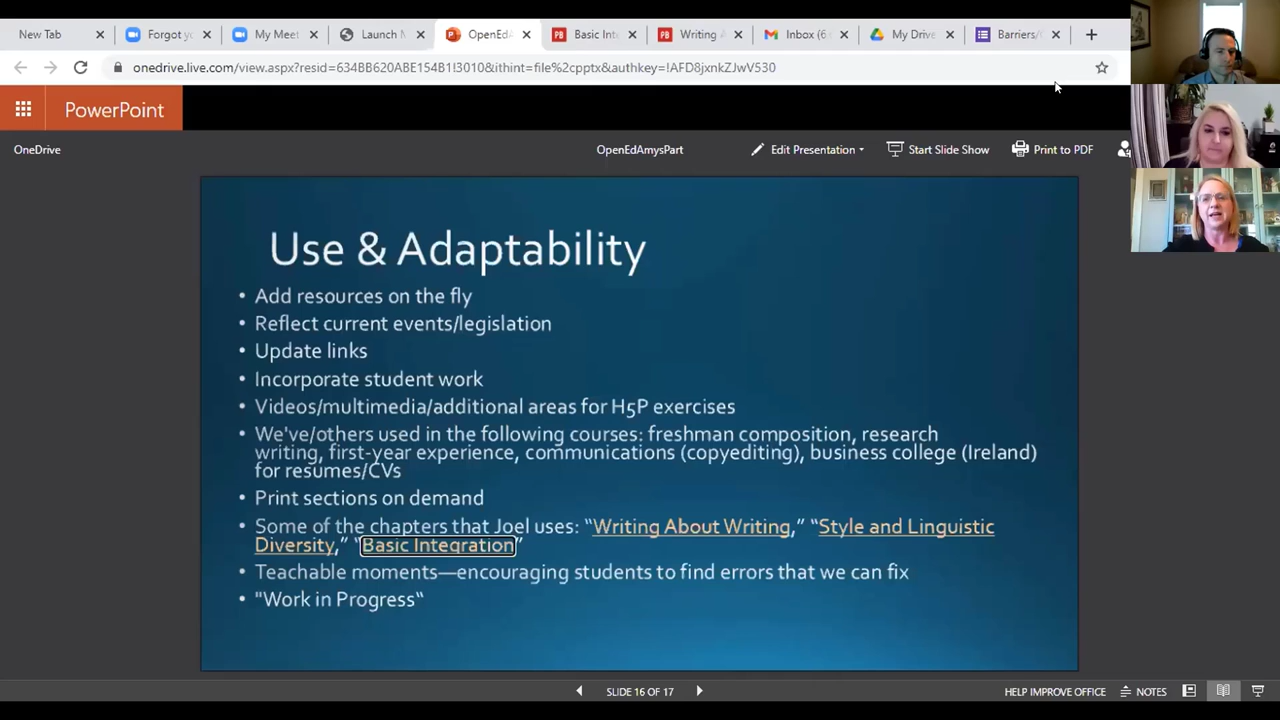 New Tab
Forgot yo
My Meet
Launch M
OpenEdA
Basic Int
Writing A
Inbox (6
My Drive
Barriers/C
onedrive.live.com/view.aspx?resid=634BB620ABE154B1!3010&ithint=file%2cpptx&authkey=!AFD8jxnkZJwV530
PowerPoint
OneDrive
OpenEdAmysPart
Edit Presentation
Start Slide Show
Print to PDF
Use & Adaptability
• Add resources on the fly
• Reflect current events/legislation
• Update links
• Incorporate student work
• Videos/multimedia/additional areas for H5P exercises
• We've/others used in the following courses: freshman composition, research
writing, first-year experience, communications (copyediting), business college (Ireland)
for resumes/CVs
• Print sections on demand
• Some of the chapters that Joel uses: “Writing About Writing,” “Style and Linguistic
Diversity,” “Basic Integration”
• Teachable moments—encouraging students to find errors that we can fix
• "Work in Progress“
SLIDE 16 OF 17
HELP IMPROVE OFFICE
NOTES